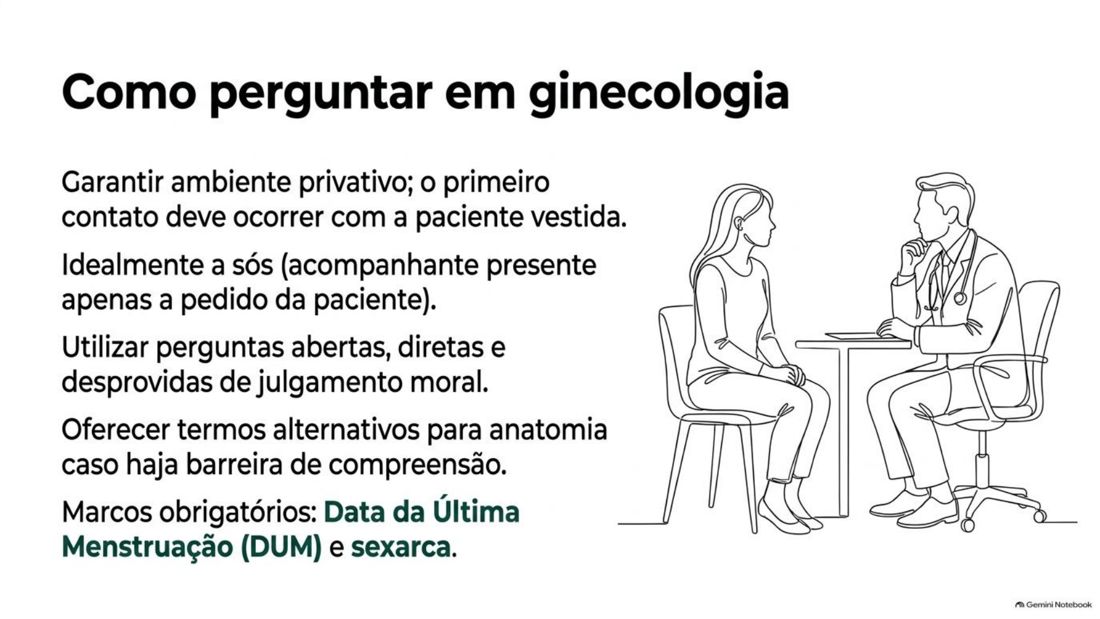 Como perguntar em ginecologia
Garantir ambiente privativo; o primeiro
contato deve ocorrer com a paciente vestida.
Idealmente a sós (acompanhante presente
apenas a pedido da paciente).
Utilizar perguntas abertas, diretas e
desprovidas de julgamento moral.
Oferecer termos alternativos para anatomia
caso haja barreira de compreensão.
Marcos obrigatórios: Data da Última
Menstruação (DUM) e sexarca.
Gemini Notebook